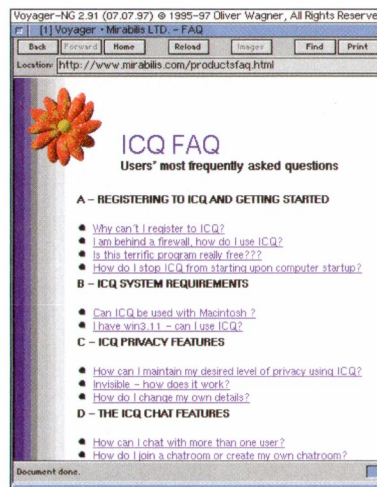 Voyager-NG 2.91 (07.07.97) © 1995-97 Oliver Wagner, All Rights Reserve
[1] Voyager · Mirabilis LTD. - FAQ
Back Forward Home Reload Images Find Print
Location: http://www.mirabilis.com/productsfaq.html
ICQ FAQ
Users' most frequently asked questions
A – REGISTERING TO ICQ AND GETTING STARTED
Why can't I register to ICQ?
I am behind a firewall, how do I use ICQ?
Is this terrific program really free???
How do I stop ICQ from starting upon computer startup?
B – ICQ SYSTEM REQUIREMENTS
Can ICQ be used with Macintosh ?
I have win3.11 – can I use ICQ?
C – ICQ PRIVACY FEATURES
How can I maintain my desired level of privacy using ICQ?
Invisible – how does it work?
How do I change my own details?
D – THE ICQ CHAT FEATURES
How can I chat with more than one user?
How do I join a chatroom or create my own chatroom?
Document done.